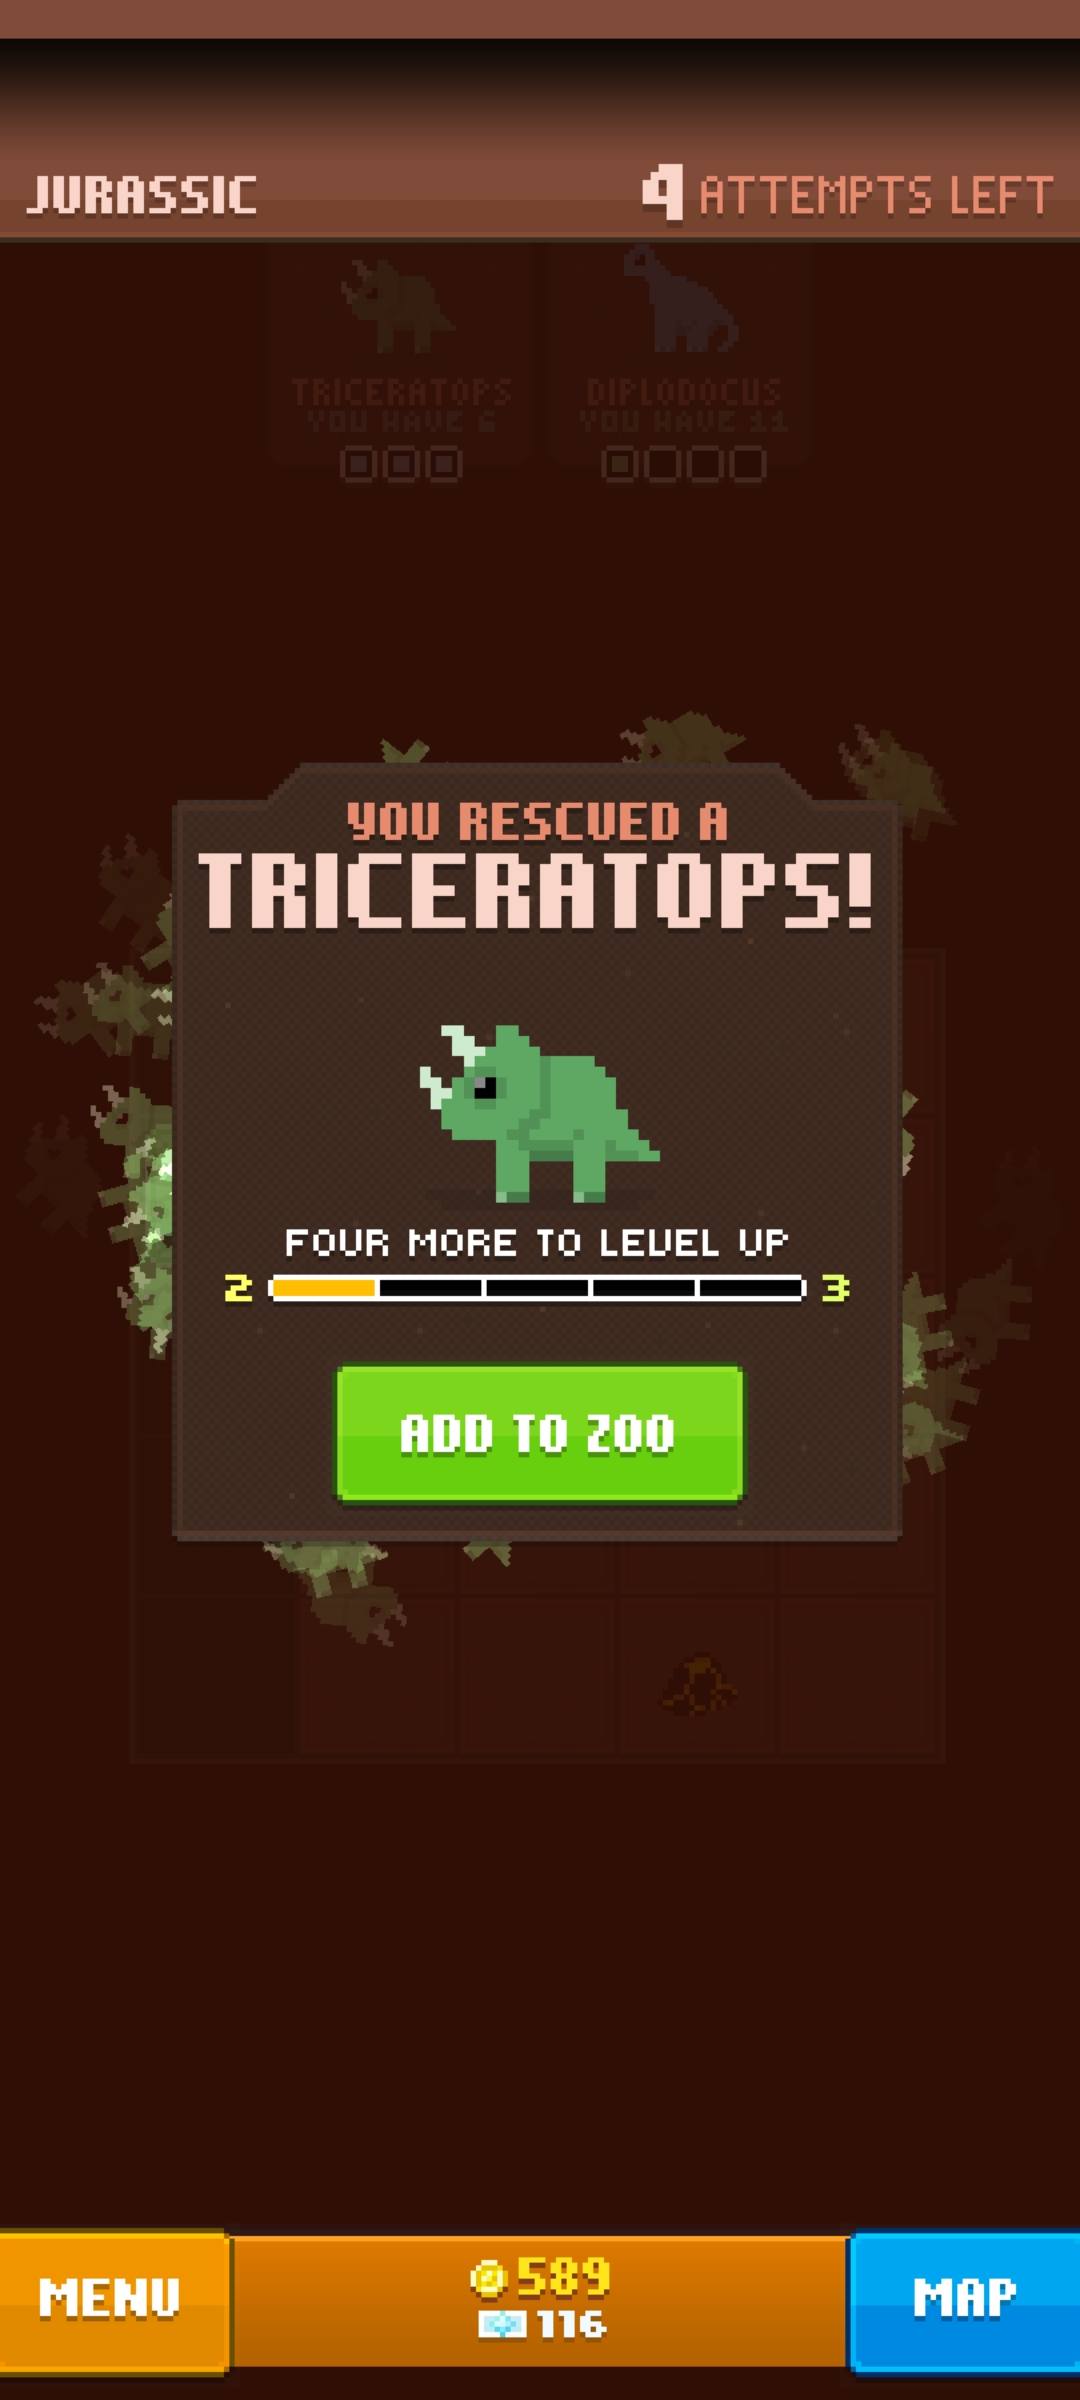 JURASSIC
4 ATTEMPTS LEFT
TRICERATOPS
YOU HAVE 6
DIPLODOCUS
YOU HAVE 11
YOU RESCUED A
TRICERATOPS!
FOUR MORE TO LEVEL UP
2 3
ADD TO ZOO
MENU
589
116
MAP